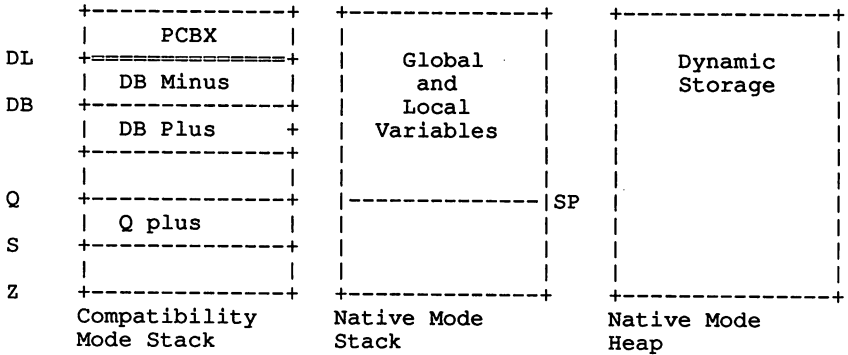 PCBX
DL
Global
Dynamic
DB Minus
and
Storage
DB
Local
DB Plus
Variables
Q
SP
Q plus
S
Z
Compatibility
Mode Stack
Native Mode
Stack
Native Mode
Heap